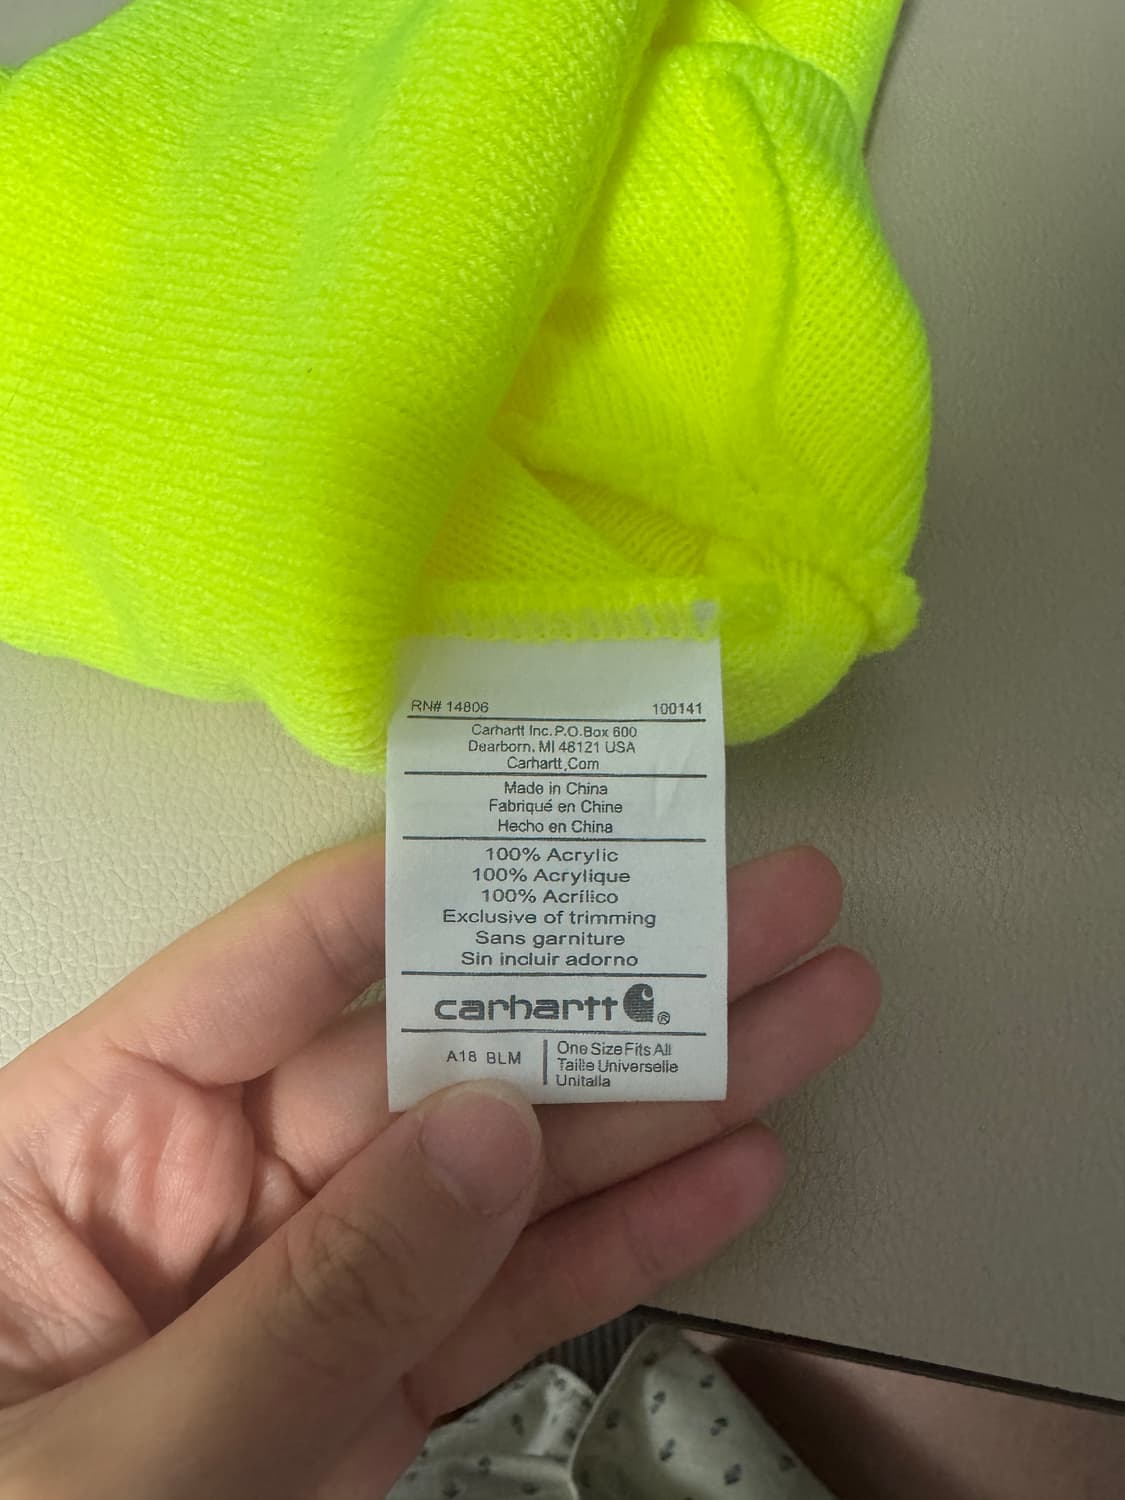 RN# 14806 100141
Carhartt Inc.P.O.Box 600
Dearborn, MI 48121 USA
Carhartt,Com
Made in China
Fabriqué en Chine
Hecho en China
100% Acrylic
100% Acrylique
100% Acrílico
Exclusive of trimming
Sans garniture
Sin incluir adorno
carhartt ®
A18 BLM
One Size Fits All
Taille Universelle
Unitalla